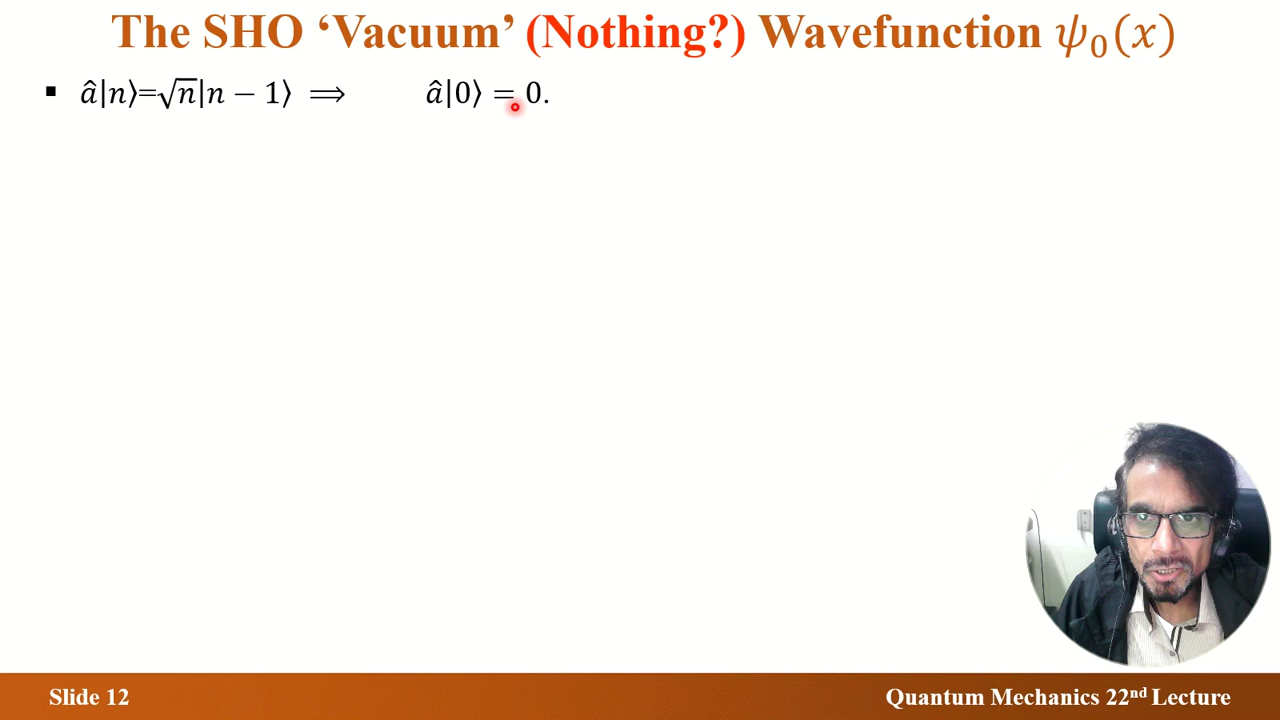 The SHO ‘Vacuum’ (Nothing?) Wavefunction ψ₀(x)
▪ â|n⟩=√n|n − 1⟩ ⟹ â|0⟩ = 0.
Slide 12
Quantum Mechanics 22nd Lecture